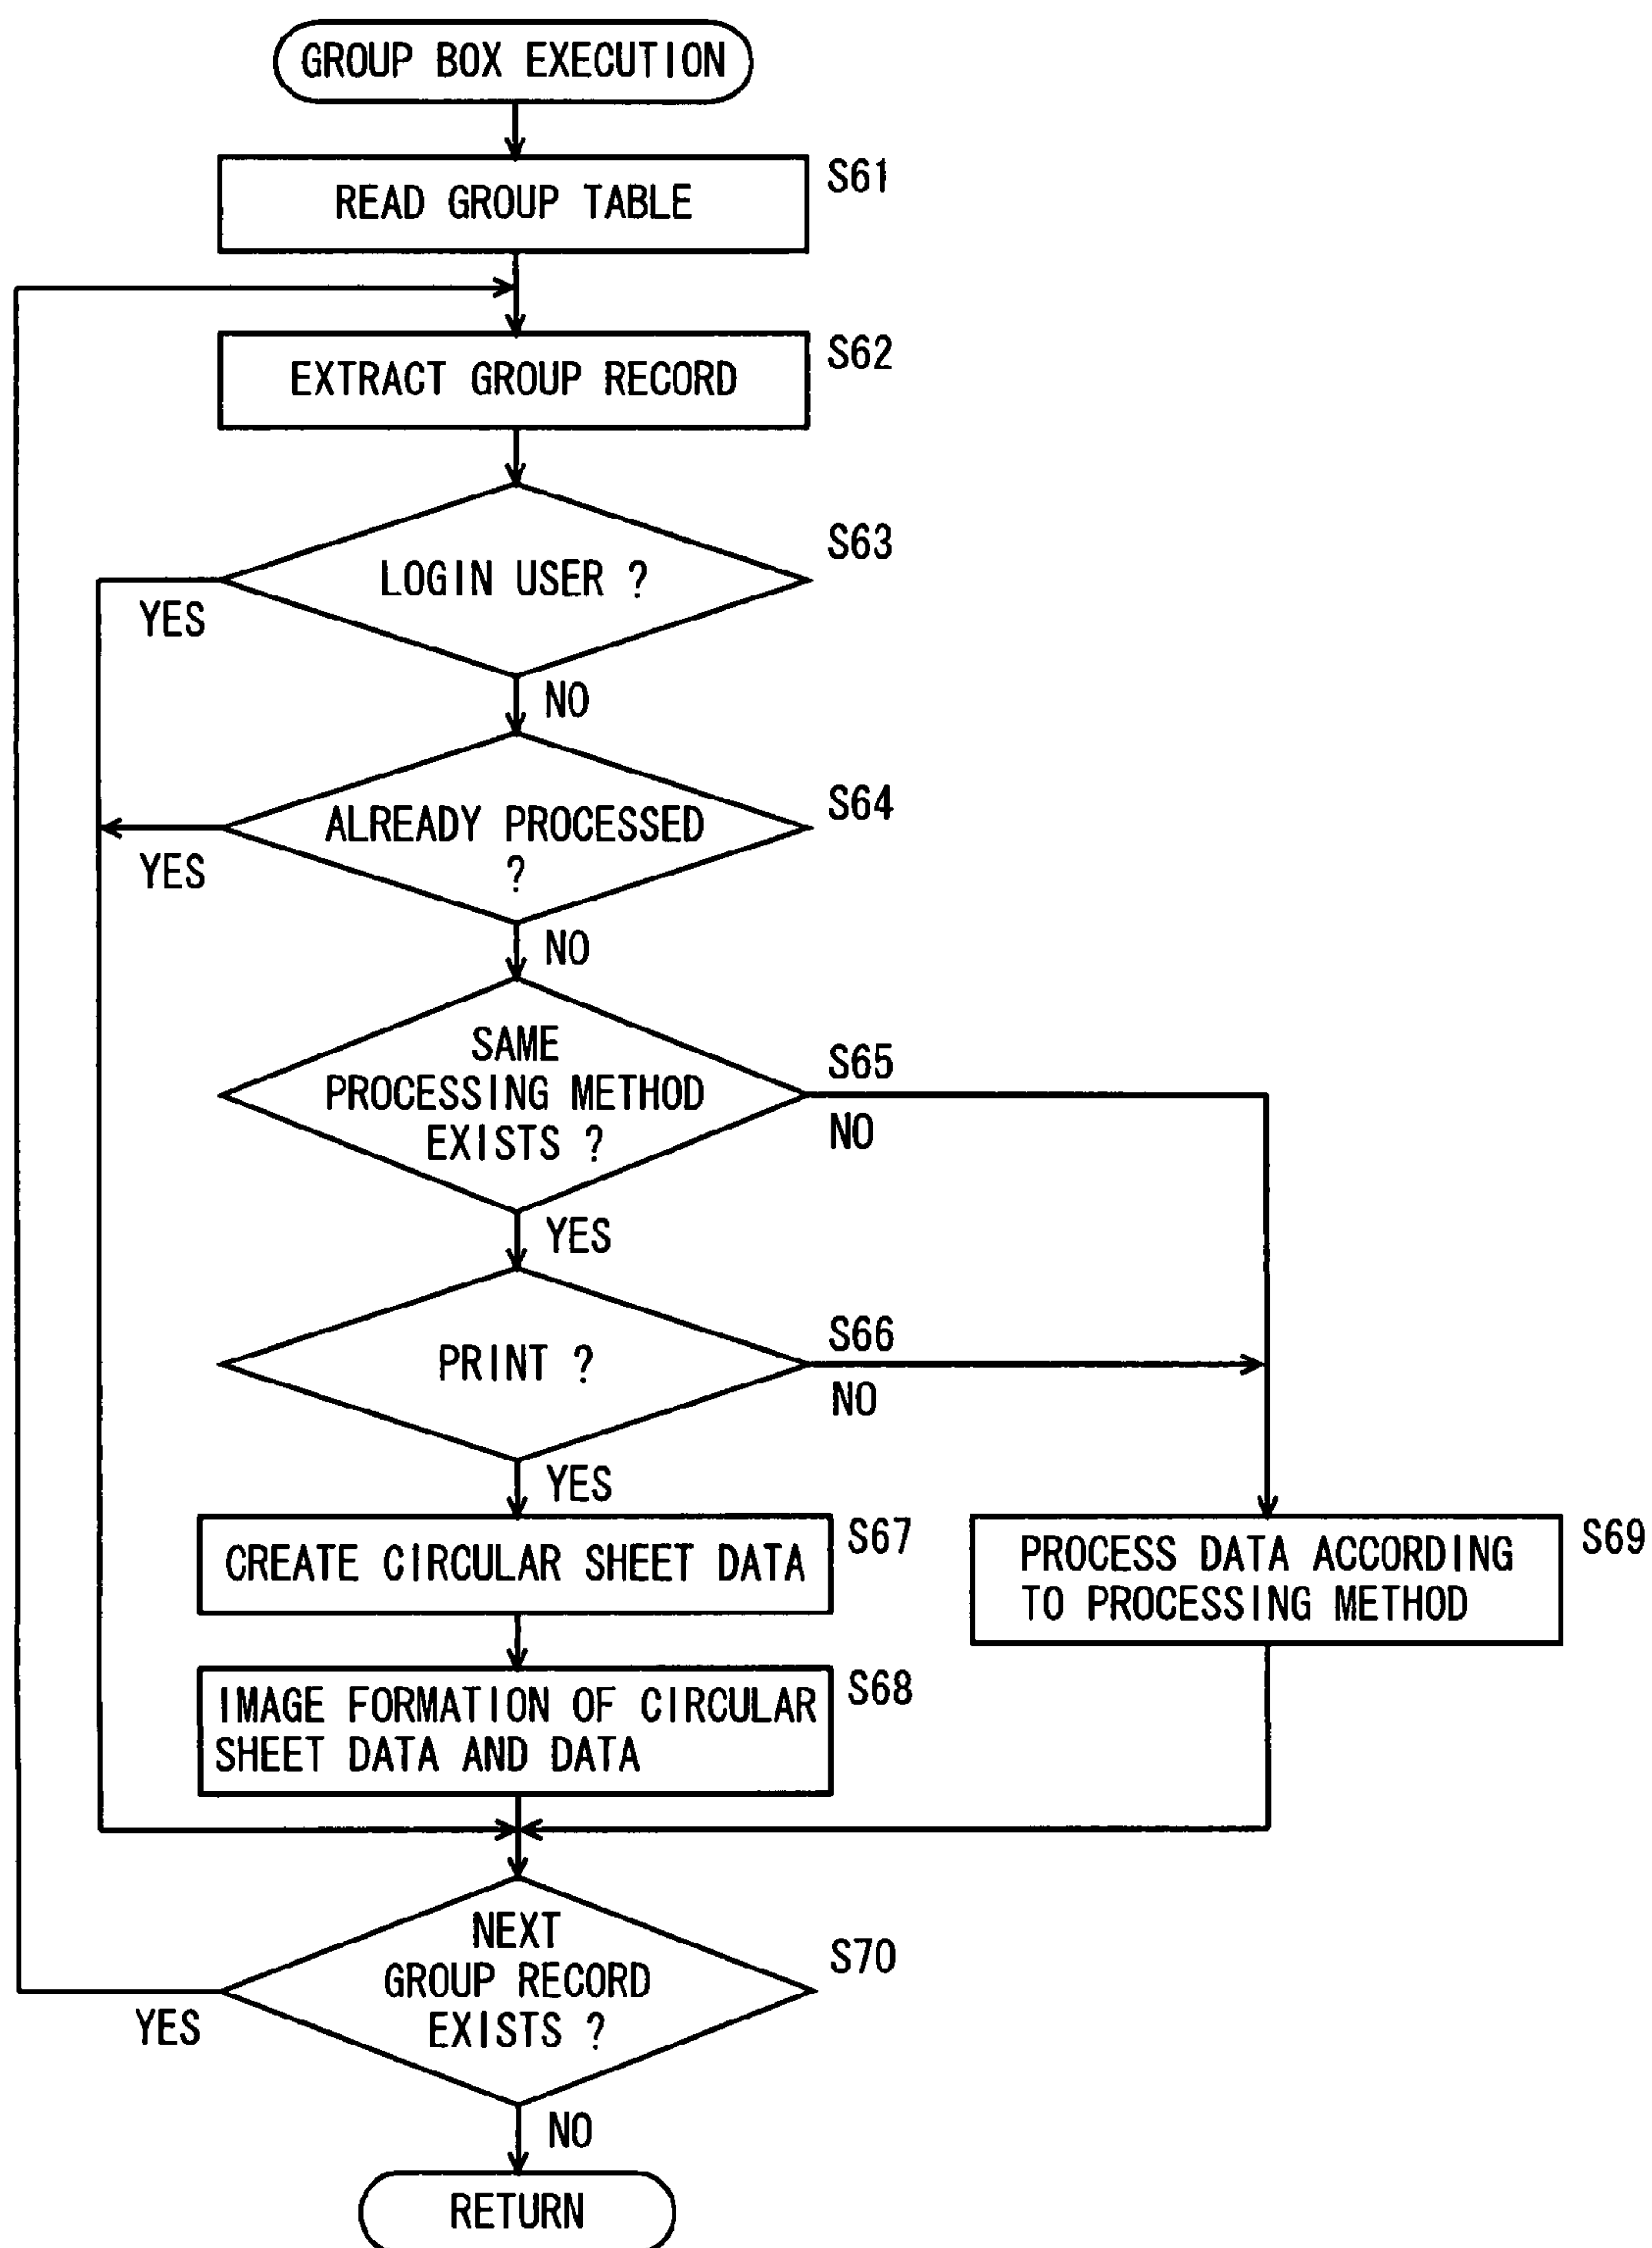 GROUP BOX EXECUTION
READ GROUP TABLE
S61
EXTRACT GROUP RECORD
S62
LOGIN USER ?
S63
YES
NO
ALREADY PROCESSED
?
S64
YES
NO
SAME
PROCESSING METHOD
EXISTS ?
S65
NO
YES
PRINT ?
S66
NO
YES
CREATE CIRCULAR SHEET DATA
S67
PROCESS DATA ACCORDING
TO PROCESSING METHOD
S69
IMAGE FORMATION OF CIRCULAR
SHEET DATA AND DATA
S68
NEXT
GROUP RECORD
EXISTS ?
S70
YES
NO
RETURN